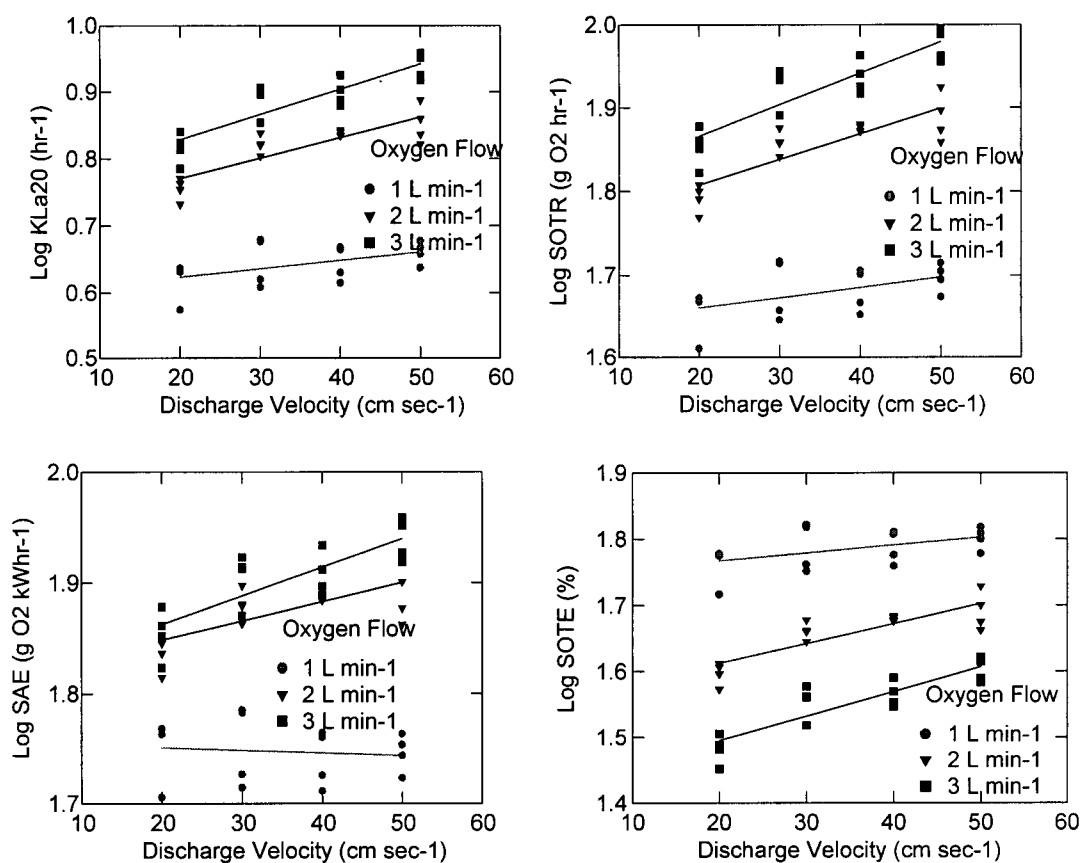 Log KLa20 (hr-1)
1.0
0.9
0.8
0.7
0.6
0.5
10 20 30 40 50 60
Discharge Velocity (cm sec-1)
Oxygen Flow
1 L min-1
2 L min-1
3 L min-1
Log SOTR (g O2 hr-1)
2.0
1.9
1.8
1.7
1.6
10 20 30 40 50 60
Discharge Velocity (cm sec-1)
Oxygen Flow
1 L min-1
2 L min-1
3 L min-1
Log SAE (g O2 kWhr-1)
2.0
1.9
1.8
1.7
10 20 30 40 50 60
Discharge Velocity (cm sec-1)
Oxygen Flow
1 L min-1
2 L min-1
3 L min-1
Log SOTE (%)
1.9
1.8
1.7
1.6
1.5
1.4
10 20 30 40 50 60
Discharge Velocity (cm sec-1)
Oxygen Flow
1 L min-1
2 L min-1
3 L min-1